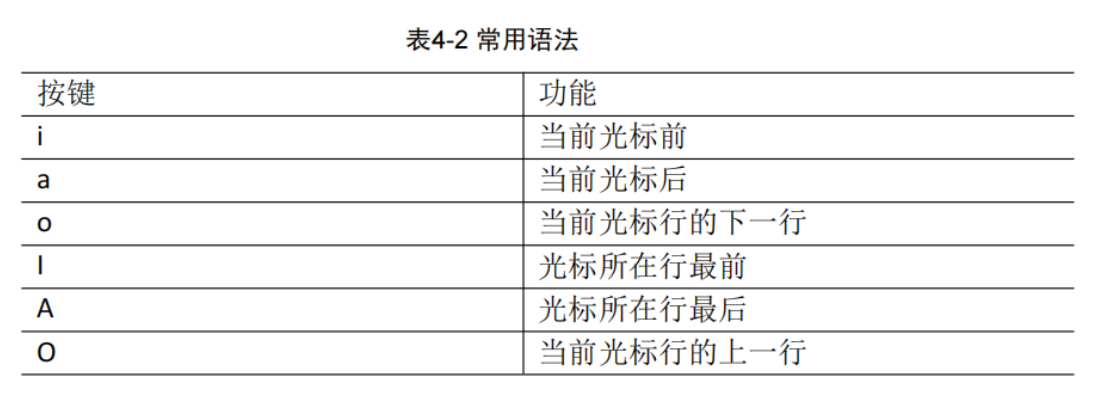 表4-2 常用语法
按键 功能
i 当前光标前
a 当前光标后
o 当前光标行的下一行
I 光标所在行最前
A 光标所在行最后
O 当前光标行的上一行